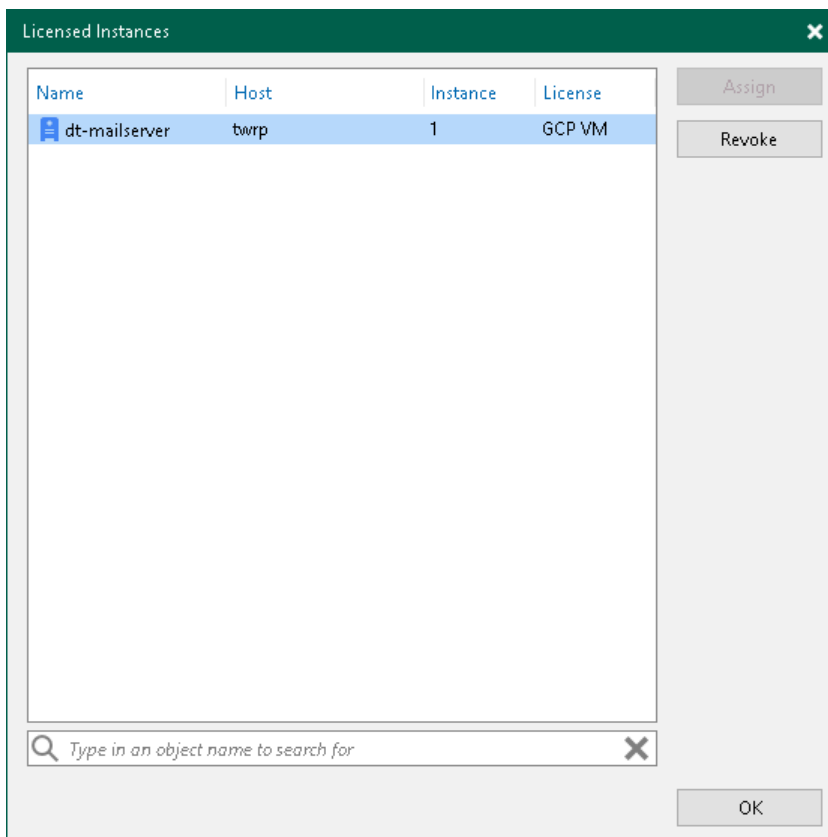 Licensed Instances
Name Host Instance License
dt-mailserver twrp 1 GCP VM
Assign
Revoke
Type in an object name to search for
OK